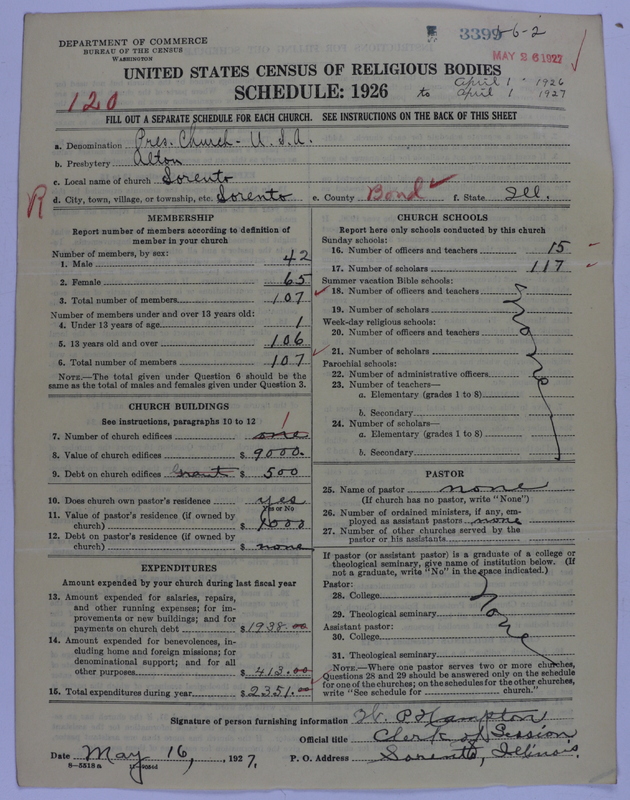 DEPARTMENT OF COMMERCE
BUREAU OF THE CENSUS
WASHINGTON
3399
6-2
MAY 26 1927
UNITED STATES CENSUS OF RELIGIOUS BODIES
SCHEDULE: 1926
April 1 1926
to April 1 1927
120
FILL OUT A SEPARATE SCHEDULE FOR EACH CHURCH. SEE INSTRUCTIONS ON THE BACK OF THIS SHEET
a. Denomination Pres. Church - U.S.A.
b. Presbytery Alton
c. Local name of church Sorento
R
d. City, town, village, or township, etc. Sorento e. County Bond f. State Ill.
MEMBERSHIP
Report number of members according to definition of
member in your church
Number of members, by sex:
1. Male 42
2. Female 65
3. Total number of members 107
Number of members under and over 13 years old:
4. Under 13 years of age 1
5. 13 years old and over 106
6. Total number of members 107
NOTE.—The total given under Question 6 should be the
same as the total of males and females given under Question 3.
CHURCH BUILDINGS
See instructions, paragraphs 10 to 12
7. Number of church edifices one 1
8. Value of church edifices $ 9000.
9. Debt on church edifices Grant $ 500
10. Does church own pastor's residence yes
Yes or No
11. Value of pastor's residence (if owned by
church) $ 1000
12. Debt on pastor's residence (if owned by
church) $ none
EXPENDITURES
Amount expended by your church during last fiscal year
13. Amount expended for salaries, repairs,
and other running expenses; for im-
provements or new buildings; and for
payments on church debt $ 1938.00
14. Amount expended for benevolences, in-
cluding home and foreign missions; for
denominational support; and for all
other purposes $ 413.00
15. Total expenditures during year $ 2351.00
CHURCH SCHOOLS
Report here only schools conducted by this church
Sunday schools:
16. Number of officers and teachers 15
17. Number of scholars 117
Summer vacation Bible schools:
18. Number of officers and teachers
19. Number of scholars
Week-day religious schools:
20. Number of officers and teachers
21. Number of scholars
none
Parochial schools:
22. Number of administrative officers
23. Number of teachers—
a. Elementary (grades 1 to 8)
b. Secondary
24. Number of scholars—
a. Elementary (grades 1 to 8)
b. Secondary
PASTOR
25. Name of pastor none
(If church has no pastor, write "None")
26. Number of ordained ministers, if any, em-
ployed as assistant pastors none
27. Number of other churches served by the
pastor or his assistants
If pastor (or assistant pastor) is a graduate of a college or
theological seminary, give name of institution below. (If
not a graduate, write "No" in the space indicated.)
Pastor:
28. College
29. Theological seminary
none
Assistant pastor:
30. College
31. Theological seminary
NOTE.—Where one pastor serves two or more churches,
Questions 28 and 29 should be answered only on the schedule
for one of the churches; on the schedules for the other churches,
write "See schedule for church."
Signature of person furnishing information W. P. Hampton
Official title Clerk of Session
Date May 16, 1927. P. O. Address Sorento, Illinois.
8—5518a